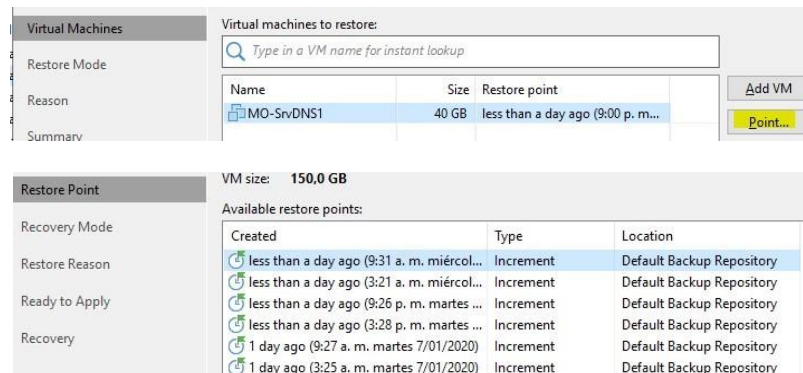 Virtual Machines
Restore Mode
Reason
Summary
Virtual machines to restore:
Type in a VM name for instant lookup
Name Size Restore point
MO-SrvDNS1 40 GB less than a day ago (9:00 p. m...
Add VM
Point...
Restore Point
Recovery Mode
Restore Reason
Ready to Apply
Recovery
VM size: 150,0 GB
Available restore points:
Created Type Location
less than a day ago (9:31 a. m. miércol... Increment Default Backup Repository
less than a day ago (3:21 a. m. miércol... Increment Default Backup Repository
less than a day ago (9:26 p. m. martes ... Increment Default Backup Repository
less than a day ago (3:28 p. m. martes ... Increment Default Backup Repository
1 day ago (9:27 a. m. martes 7/01/2020) Increment Default Backup Repository
1 day ago (3:25 a. m. martes 7/01/2020) Increment Default Backup Repository